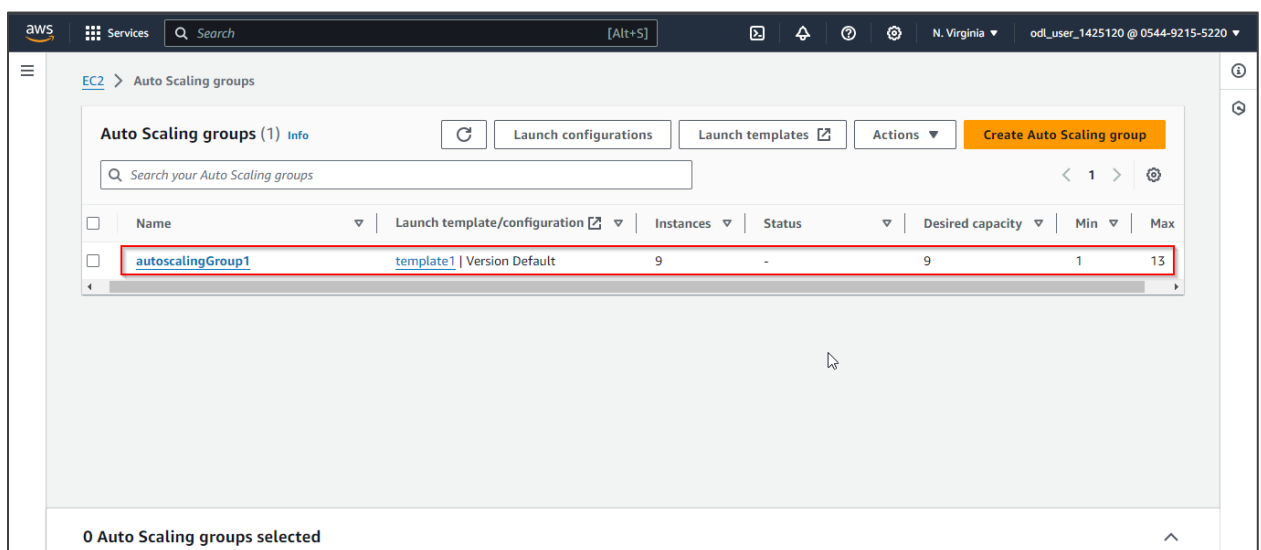 aws Services Search [Alt+S] N. Virginia ▼ odl_user_1425120 @ 0544-9215-5220 ▼
EC2 > Auto Scaling groups
Auto Scaling groups (1) Info Launch configurations Launch templates Actions ▼ Create Auto Scaling group
Search your Auto Scaling groups < 1 >
Name Launch template/configuration Instances Status Desired capacity Min Max
autoscalingGroup1 template1 | Version Default 9 - 9 1 13
0 Auto Scaling groups selected